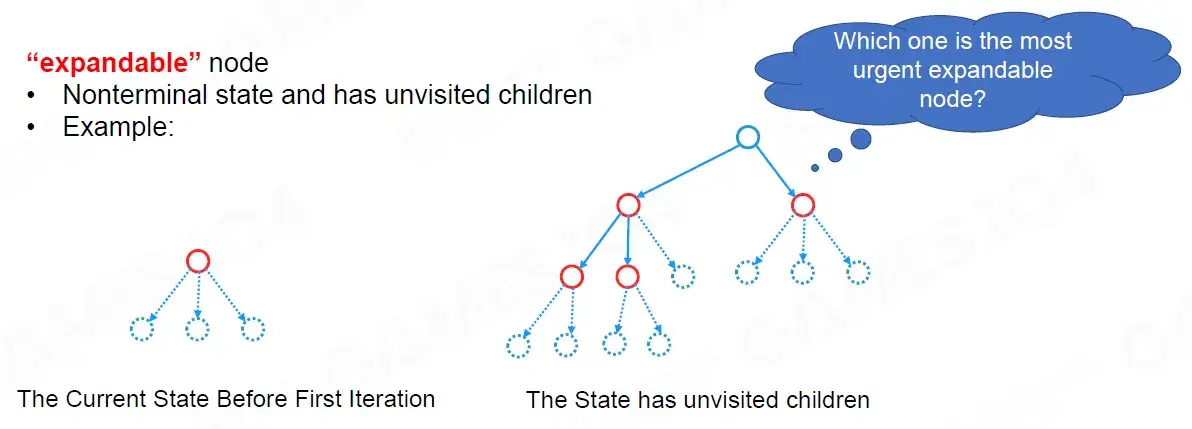 “expandable” node
• Nonterminal state and has unvisited children
• Example:
Which one is the most
urgent expandable
node?
The Current State Before First Iteration
The State has unvisited children